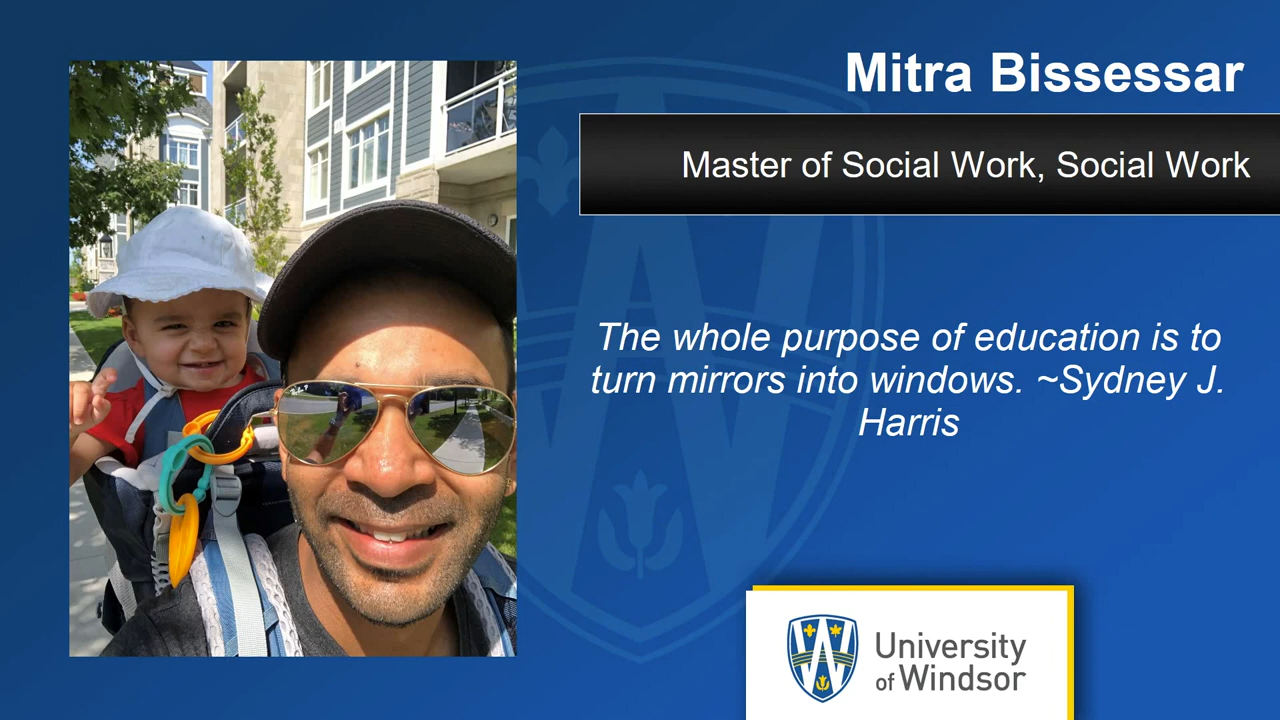 Mitra Bissessar
Master of Social Work, Social Work
The whole purpose of education is to
turn mirrors into windows. ~Sydney J.
Harris
University
of Windsor